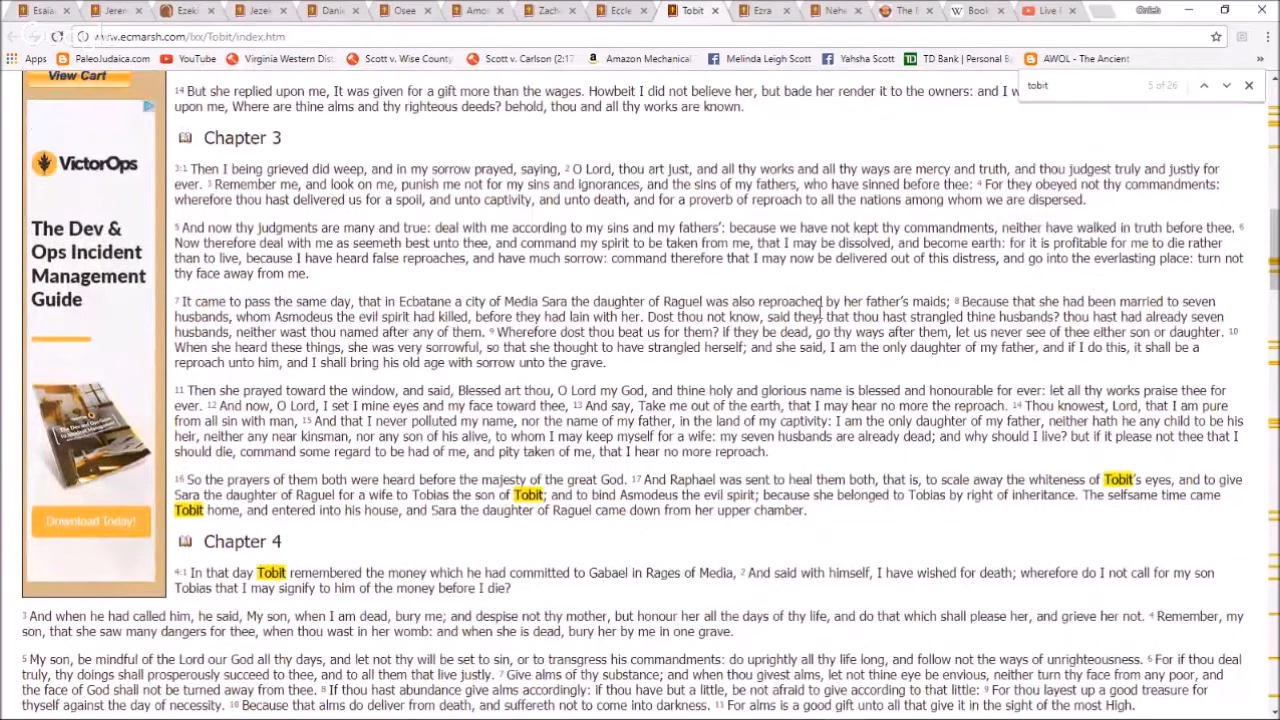 Esaia
Jerem
Ezeki
Jezek
Danie
Osee
Amos
Zach
Eccle
Tobit
Ezra
Nehe
The B
Book
Live
www.ecmarsh.com/lxx/Tobit/index.htm
Apps PaleoJudaica.com YouTube Virginia Western Dis Scott v. Wise County Scott v. Carlson (2:17 Amazon Mechanical Facebook Melinda Leigh Scott Yahsha Scott TD Bank | Personal B AWOL - The Ancient »
tobit 5 of 26
View Cart
14 But she replied upon me, It was given for a gift more than the wages. Howbeit I did not believe her, but bade her render it to the owners: and I w
upon me, Where are thine alms and thy righteous deeds? behold, thou and all thy works are known.
Chapter 3
3:1 Then I being grieved did weep, and in my sorrow prayed, saying, 2 O Lord, thou art just, and all thy works and all thy ways are mercy and truth, and thou judgest truly and justly for
ever. 3 Remember me, and look on me, punish me not for my sins and ignorances, and the sins of my fathers, who have sinned before thee: 4 For they obeyed not thy commandments:
wherefore thou hast delivered us for a spoil, and unto captivity, and unto death, and for a proverb of reproach to all the nations among whom we are dispersed.
5 And now thy judgments are many and true: deal with me according to my sins and my fathers': because we have not kept thy commandments, neither have walked in truth before thee. 6
Now therefore deal with me as seemeth best unto thee, and command my spirit to be taken from me, that I may be dissolved, and become earth: for it is profitable for me to die rather
than to live, because I have heard false reproaches, and have much sorrow: command therefore that I may now be delivered out of this distress, and go into the everlasting place: turn not
thy face away from me.
7 It came to pass the same day, that in Ecbatane a city of Media Sara the daughter of Raguel was also reproached by her father's maids; 8 Because that she had been married to seven
husbands, whom Asmodeus the evil spirit had killed, before they had lain with her. Dost thou not know, said they, that thou hast strangled thine husbands? thou hast had already seven
husbands, neither wast thou named after any of them. 9 Wherefore dost thou beat us for them? if they be dead, go thy ways after them, let us never see of thee either son or daughter. 10
When she heard these things, she was very sorrowful, so that she thought to have strangled herself; and she said, I am the only daughter of my father, and if I do this, it shall be a
reproach unto him, and I shall bring his old age with sorrow unto the grave.
11 Then she prayed toward the window, and said, Blessed art thou, O Lord my God, and thine holy and glorious name is blessed and honourable for ever: let all thy works praise thee for
ever. 12 And now, O Lord, I set I mine eyes and my face toward thee, 13 And say, Take me out of the earth, that I may hear no more the reproach. 14 Thou knowest, Lord, that I am pure
from all sin with man, 15 And that I never polluted my name, nor the name of my father, in the land of my captivity: I am the only daughter of my father, neither hath he any child to be his
heir, neither any near kinsman, nor any son of his alive, to whom I may keep myself for a wife: my seven husbands are already dead; and why should I live? but if it please not thee that I
should die, command some regard to be had of me, and pity taken of me, that I hear no more reproach.
16 So the prayers of them both were heard before the majesty of the great God. 17 And Raphael was sent to heal them both, that is, to scale away the whiteness of Tobit's eyes, and to give
Sara the daughter of Raguel for a wife to Tobias the son of Tobit; and to bind Asmodeus the evil spirit; because she belonged to Tobias by right of inheritance. The selfsame time came
Tobit home, and entered into his house, and Sara the daughter of Raguel came down from her upper chamber.
Chapter 4
4:1 In that day Tobit remembered the money which he had committed to Gabael in Rages of Media, 2 And said with himself, I have wished for death; wherefore do I not call for my son
Tobias that I may signify to him of the money before I die?
3 And when he had called him, he said, My son, when I am dead, bury me; and despise not thy mother, but honour her all the days of thy life, and do that which shall please her, and grieve her not. 4 Remember, my
son, that she saw many dangers for thee, when thou wast in her womb: and when she is dead, bury her by me in one grave.
5 My son, be mindful of the Lord our God all thy days, and let not thy will be set to sin, or to transgress his commandments: do uprightly all thy life long, and follow not the ways of unrighteousness. 6 For if thou deal
truly, thy doings shall prosperously succeed to thee, and to all them that live justly. 7 Give alms of thy substance; and when thou givest alms, let not thine eye be envious, neither turn thy face from any poor, and
the face of God shall not be turned away from thee. 8 If thou hast abundance give alms accordingly: if thou have but a little, be not afraid to give according to that little: 9 For thou layest up a good treasure for
thyself against the day of necessity. 10 Because that alms do deliver from death, and suffereth not to come into darkness. 11 For alms is a good gift unto all that give it in the sight of the most High.
VictorOps
The Dev &
Ops Incident
Management
Guide
Download Today!